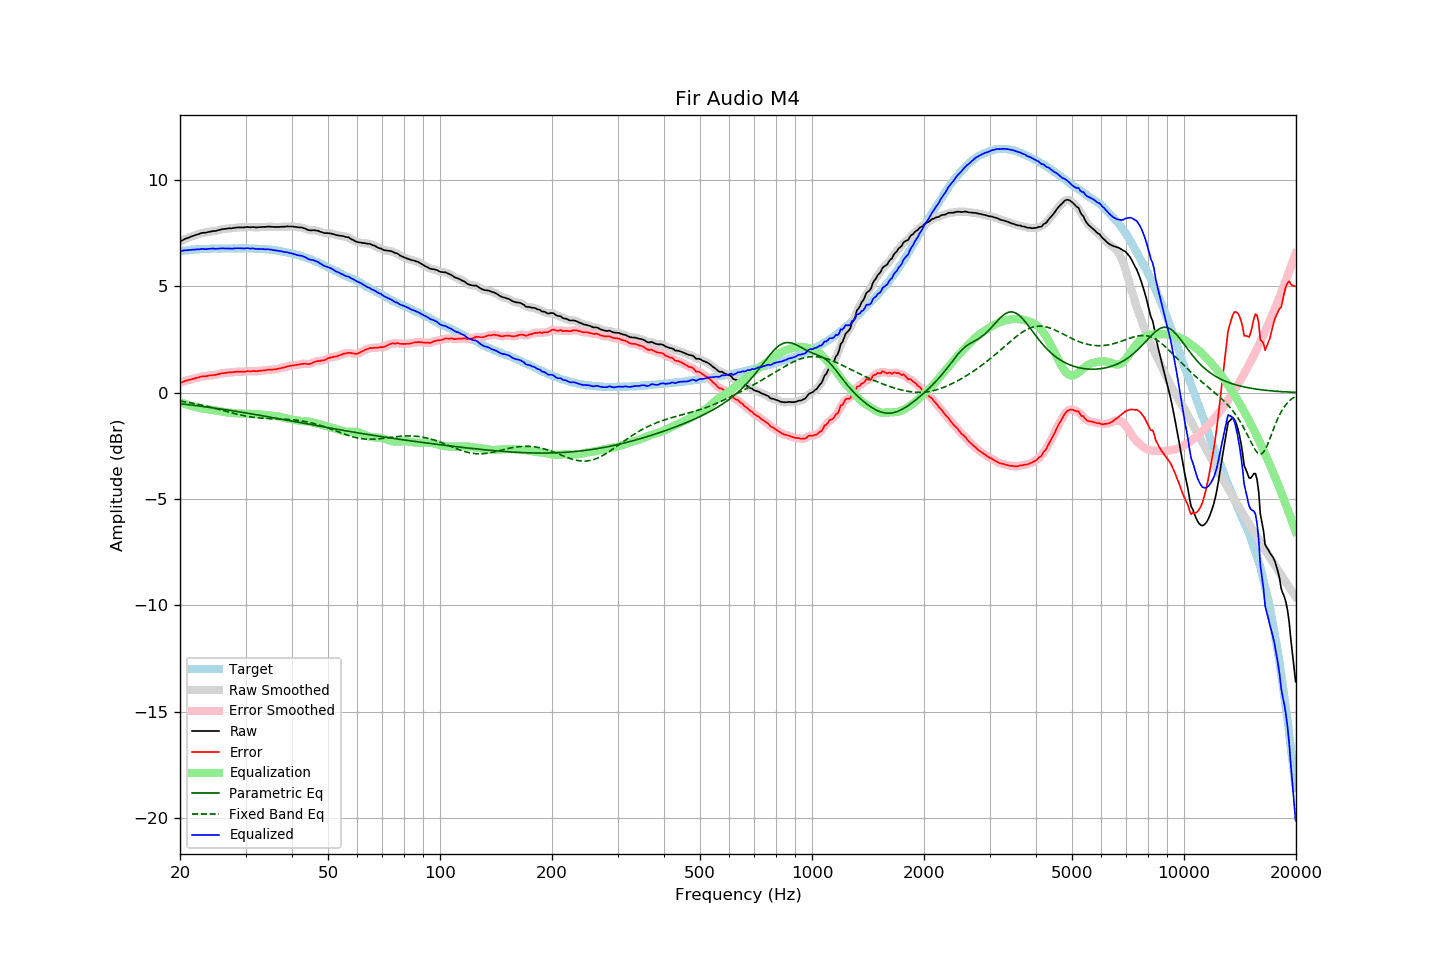 Fir Audio M4
10
5
0
−5
−10
−15
−20
Amplitude (dBr)
Target
Raw Smoothed
Error Smoothed
Raw
Error
Equalization
Parametric Eq
Fixed Band Eq
Equalized
20 50 100 200 500 1000 2000 5000 10000 20000
Frequency (Hz)